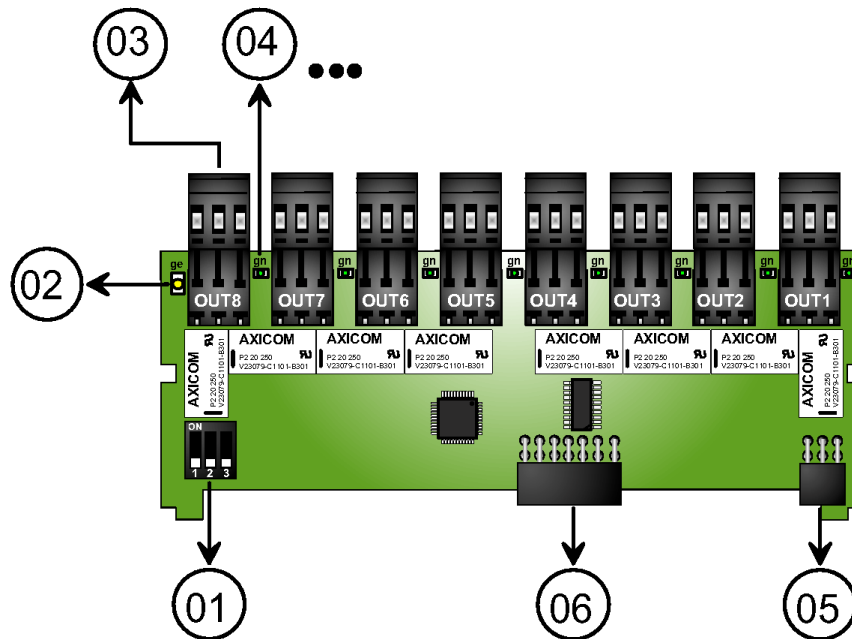 03
04
02
ge
gn
gn
gn
gn
gn
gn
gn
gn
OUT8
OUT7
OUT6
OUT5
OUT4
OUT3
OUT2
OUT1
AXICOM
P2 20 250
V23079-C1101-B301
AXICOM
P2 20 250
V23079-C1101-B301
AXICOM
P2 20 250
V23079-C1101-B301
AXICOM
P2 20 250
V23079-C1101-B301
AXICOM
P2 20 250
V23079-C1101-B301
AXICOM
P2 20 250
V23079-C1101-B301
AXICOM
P2 20 250
V23079-C1101-B301
AXICOM
P2 20 250
V23079-C1101-B301
ON
1 2 3
01
06
05